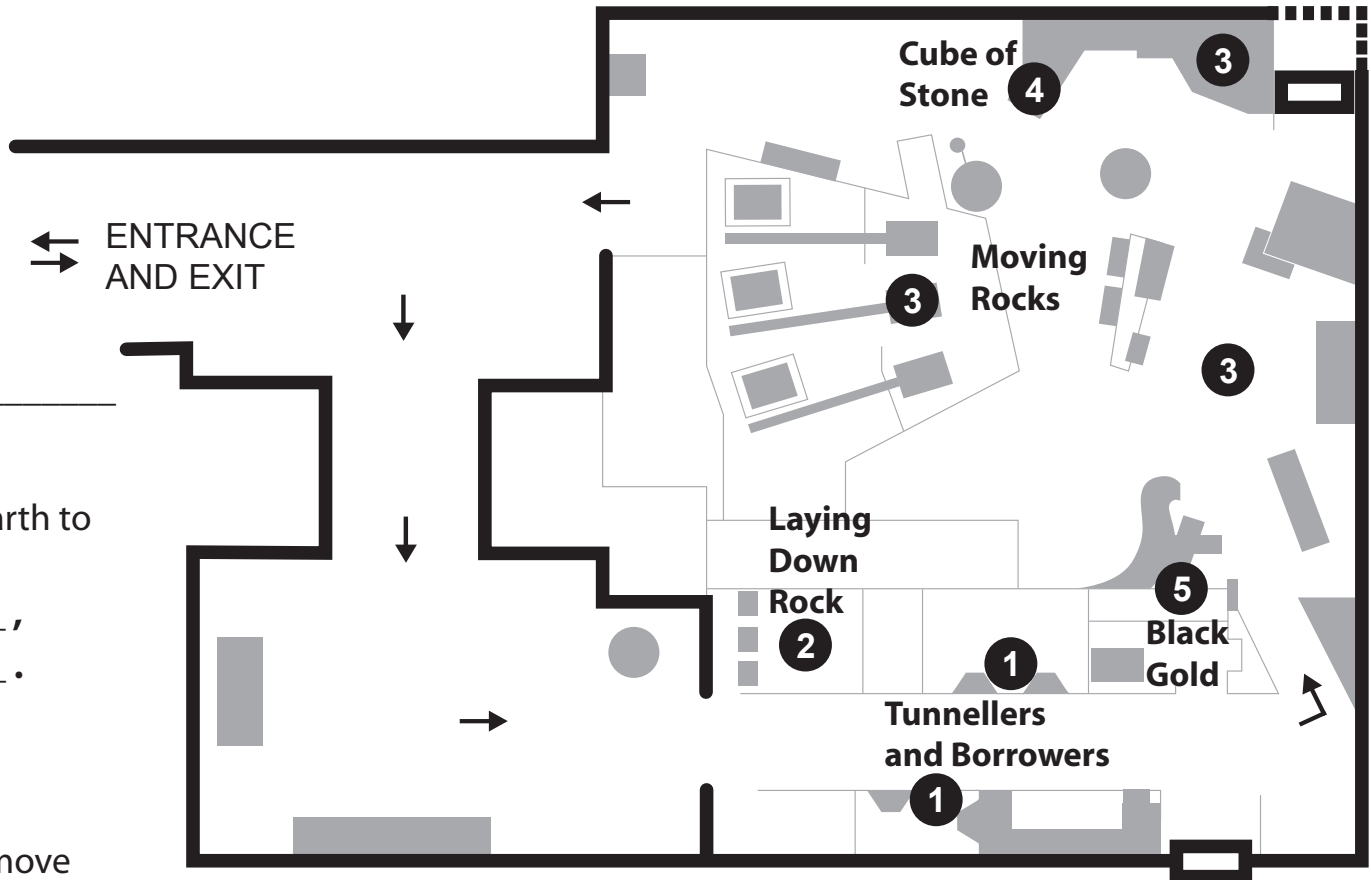 Cube of
Stone
4
3
ENTRANCE
AND EXIT
Moving
Rocks
3
3
arth to
Laying
Down
Rock
2
,
.
5
Black
Gold
1
Tunnellers
and Borrowers
1
move